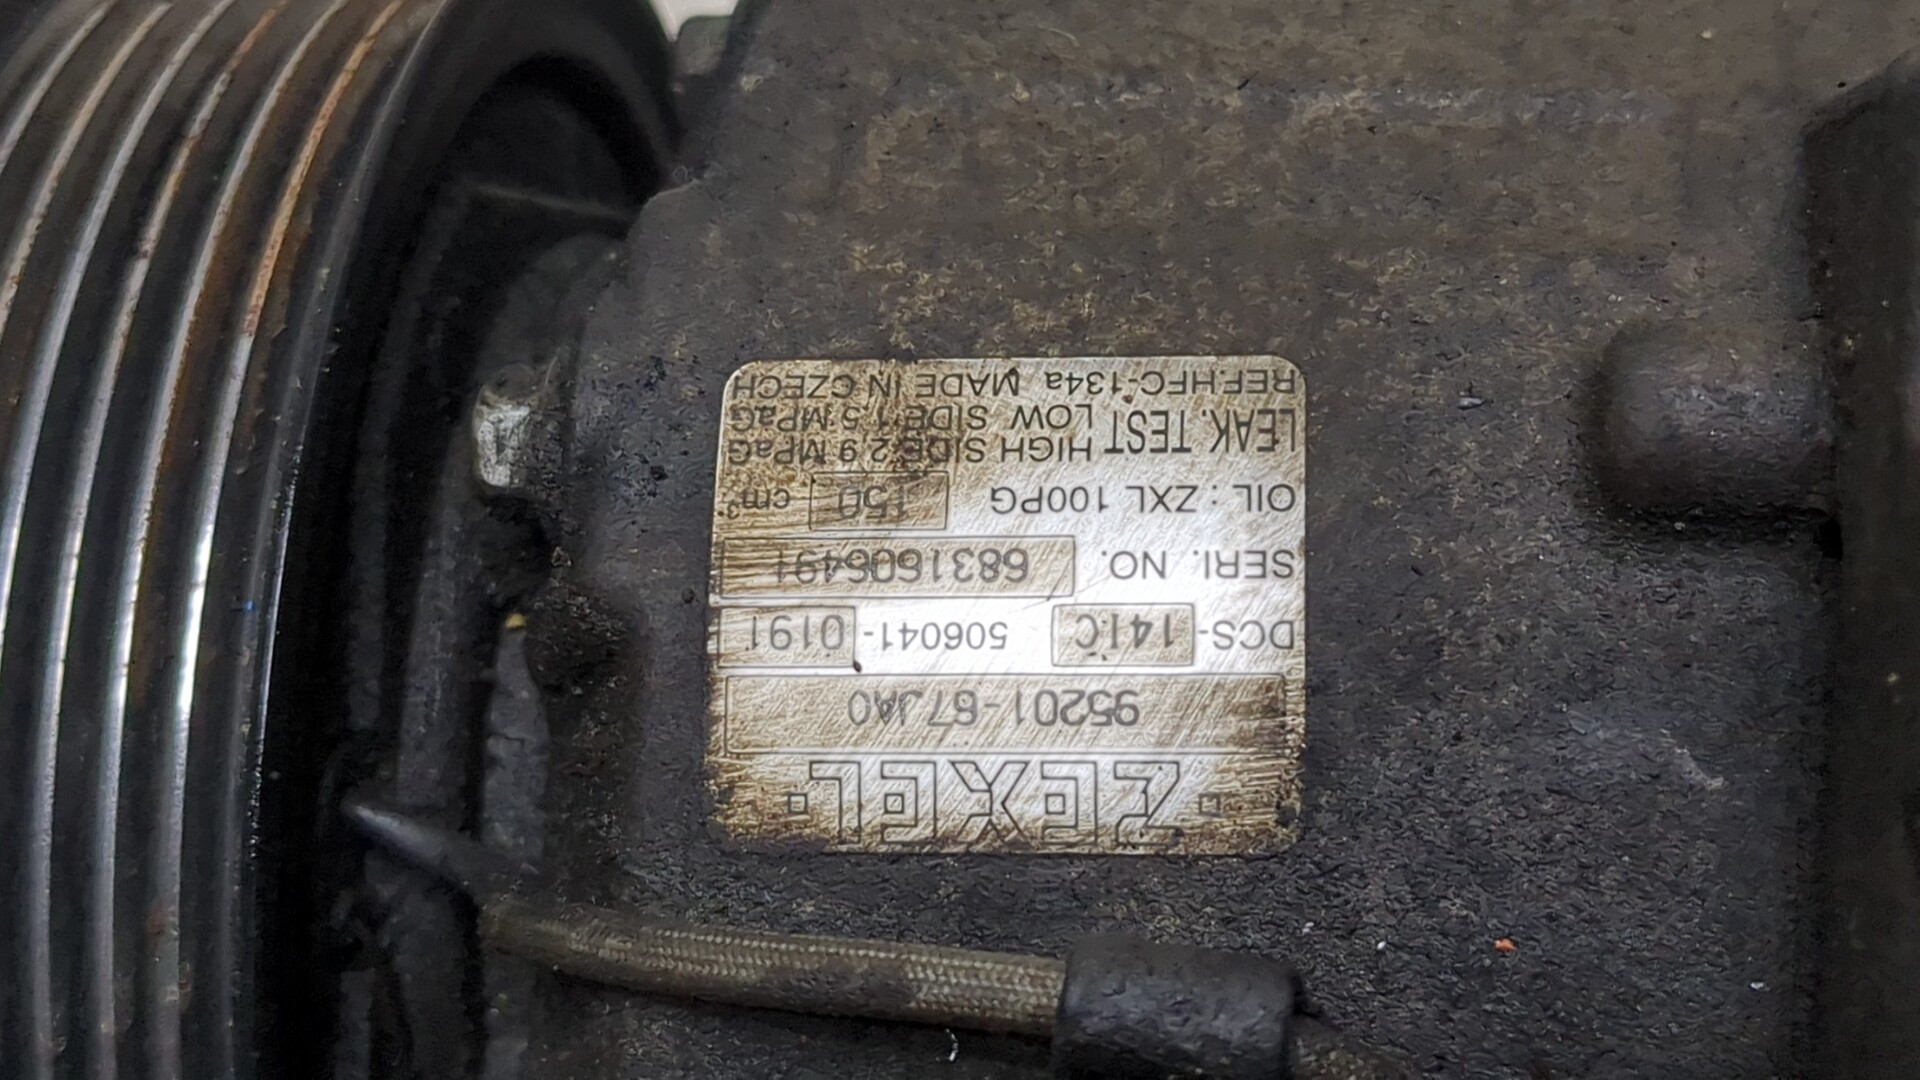 ZEXEL
95201-67JA0
DCS-14IC 506041-0191
SERI. NO. 6831606491
OIL : ZXL 100PG 150 cm³
LEAK. TEST HIGH SIDE 2,9 MPaG
LOW SIDE 1,5 MPaG
REF.HFC-134a MADE IN CZECH